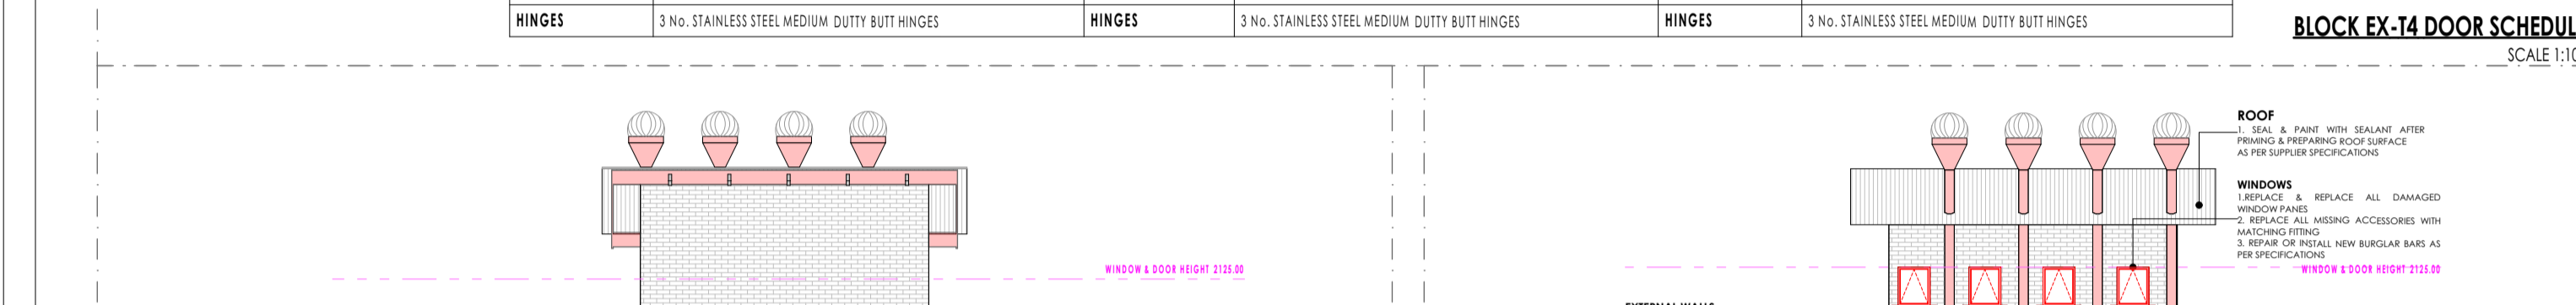 HINGES 3 No. STAINLESS STEEL MEDIUM DUTTY BUTT HINGES HINGES 3 No. STAINLESS STEEL MEDIUM DUTTY BUTT HINGES HINGES 3 No. STAINLESS STEEL MEDIUM DUTTY BUTT HINGES
BLOCK EX-T4 DOOR SCHEDUL
SCALE 1:10
ROOF
1. SEAL & PAINT WITH SEALANT AFTER
PRIMING & PREPARING ROOF SURFACE
AS PER SUPPLIER SPECIFICATIONS
WINDOWS
1.REPLACE & REPLACE ALL DAMAGED
WINDOW PANES
2. REPLACE ALL MISSING ACCESSORIES WITH
MATCHING FITTING
3. REPAIR OR INSTALL NEW BURGLAR BARS AS
PER SPECIFICATIONS
WINDOW & DOOR HEIGHT 2125.00
WINDOW & DOOR HEIGHT 2125.00
EXTERNAL WALLS